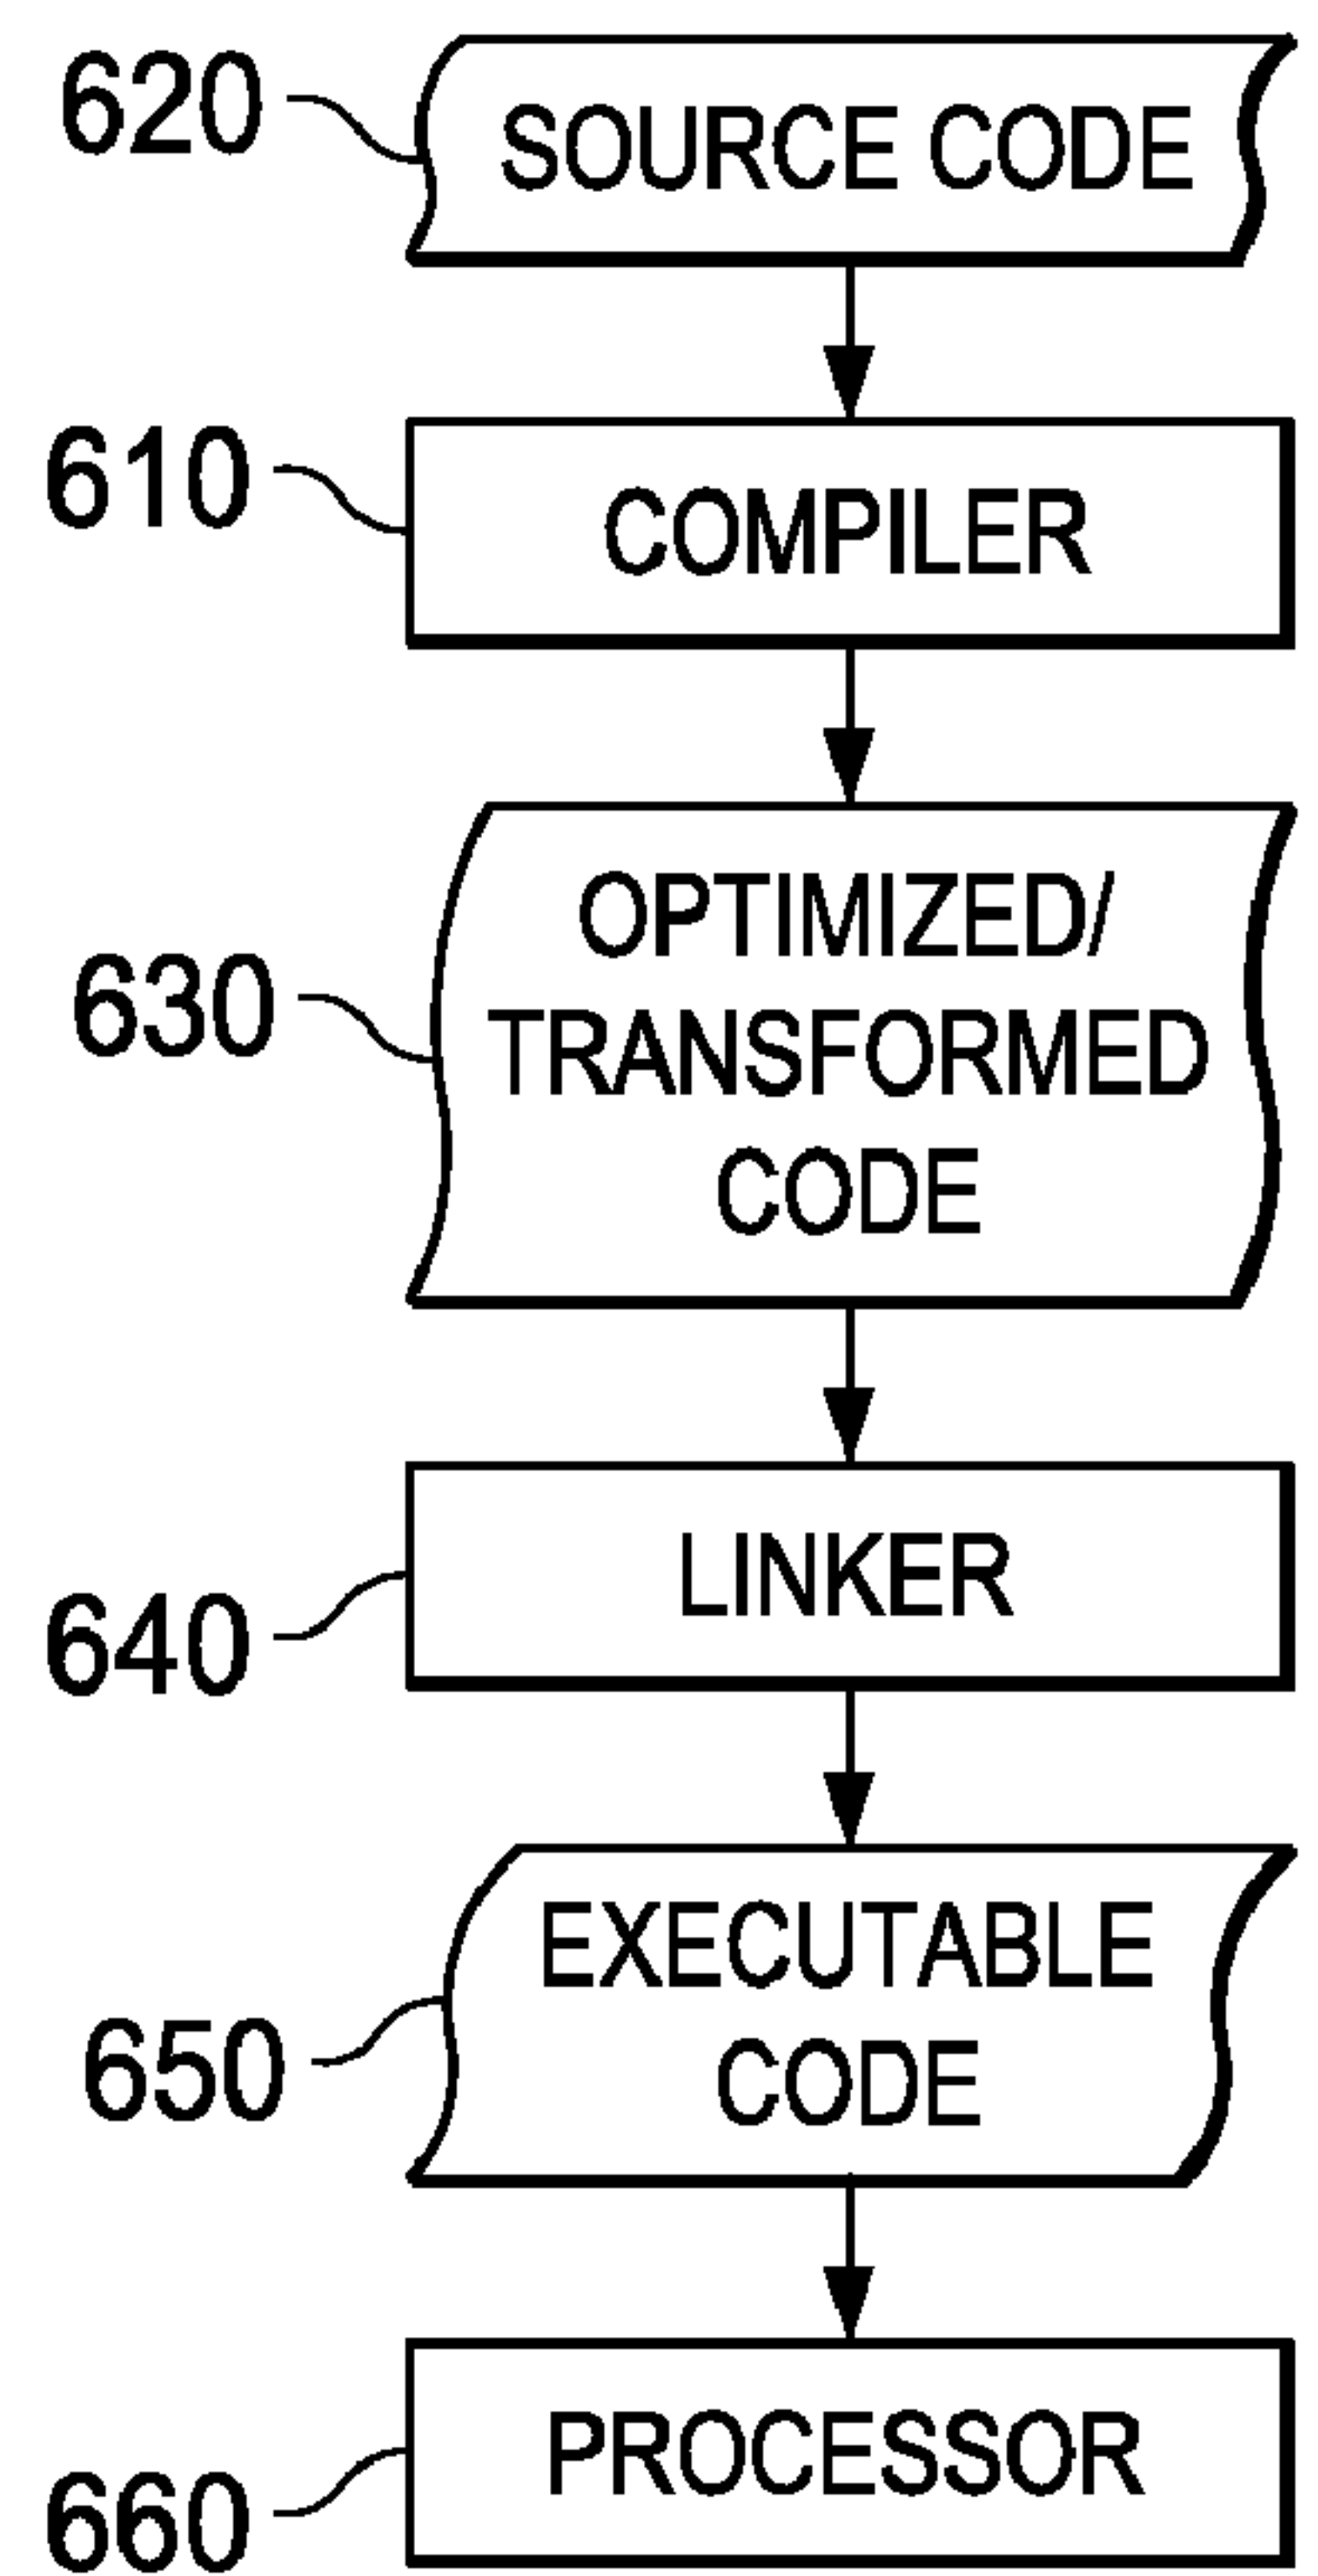 620
SOURCE CODE
610
COMPILER
630
OPTIMIZED/
TRANSFORMED
CODE
640
LINKER
650
EXECUTABLE
CODE
660
PROCESSOR